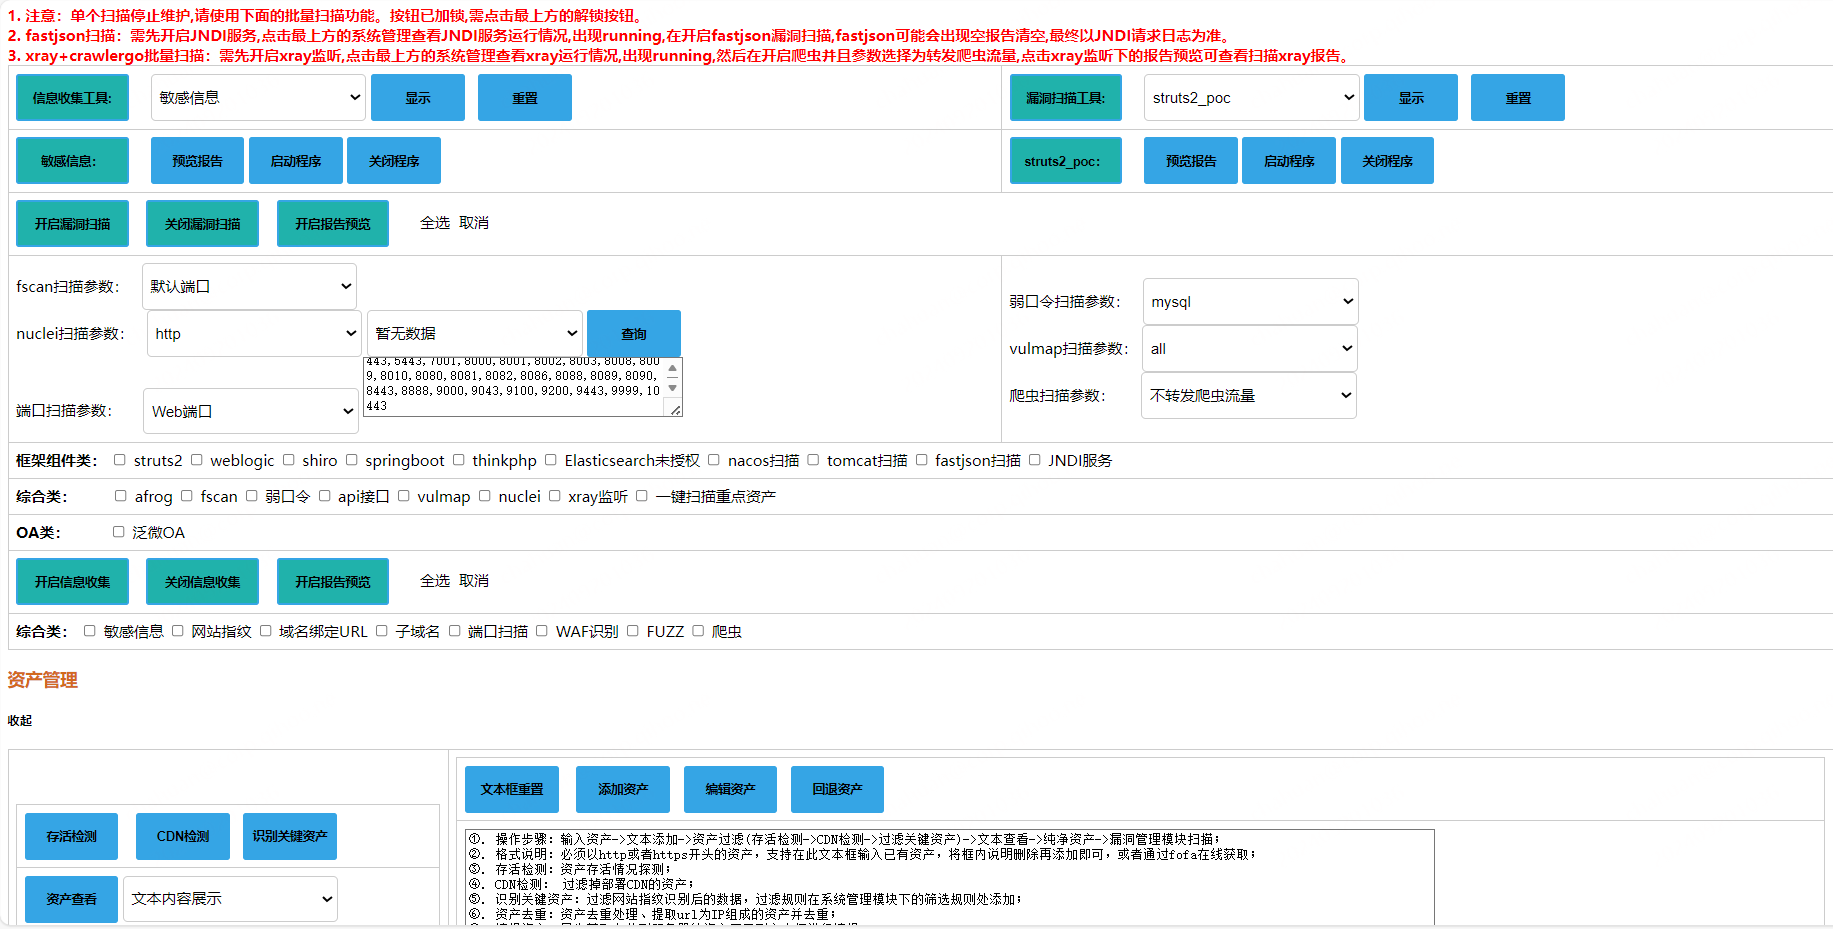 1. 注意：单个扫描停止维护,请使用下面的批量扫描功能。按钮已加锁,需点击最上方的解锁按钮。
2. fastjson扫描：需先开启JNDI服务,点击最上方的系统管理查看JNDI服务运行情况,出现running,在开启fastjson漏洞扫描,fastjson可能会出现空报告清空,最终以JNDI请求日志为准。
3. xray+crawlergo批量扫描：需先开启xray监听,点击最上方的系统管理查看xray运行情况,出现running,然后在开启爬虫并且参数选择为转发爬虫流量,点击xray监听下的报告预览可查看扫描xray报告。
信息收集工具: 敏感信息 显示 重置 漏洞扫描工具: struts2_poc 显示 重置
敏感信息: 预览报告 启动程序 关闭程序 struts2_poc: 预览报告 启动程序 关闭程序
开启漏洞扫描 关闭漏洞扫描 开启报告预览 全选 取消
fscan扫描参数: 默认端口
弱口令扫描参数: mysql
nuclei扫描参数: http 暂无数据 查询
vulmap扫描参数: all
443,5443,7001,8000,8001,8002,8003,8008,800
9,8010,8080,8081,8082,8086,8088,8089,8090,
8443,8888,9000,9043,9100,9200,9443,9999,10
443
爬虫扫描参数: 不转发爬虫流量
端口扫描参数: Web端口
框架组件类: struts2 weblogic shiro springboot thinkphp Elasticsearch未授权 nacos扫描 tomcat扫描 fastjson扫描 JNDI服务
综合类: afrog fscan 弱口令 api接口 vulmap nuclei xray监听 一键扫描重点资产
OA类: 泛微OA
开启信息收集 关闭信息收集 开启报告预览 全选 取消
综合类: 敏感信息 网站指纹 域名绑定URL 子域名 端口扫描 WAF识别 FUZZ 爬虫
资产管理
收起
文本框重置 添加资产 编辑资产 回退资产
存活检测 CDN检测 识别关键资产
资产查看 文本内容展示
①. 操作步骤: 输入资产->文本添加->资产过滤(存活检测->CDN检测->过滤关键资产)->文本查看->纯净资产->漏洞管理模块扫描;
②. 格式说明: 必须以http或者https开头的资产, 支持在此文本框输入已有资产, 将框内说明删除再添加即可, 或者通过fofa在线获取;
③. 存活检测: 资产存活情况探测;
④. CDN检测: 过滤掉部署CDN的资产;
⑤. 识别关键资产: 过滤网站指纹识别后的数据, 过滤规则在系统管理模块下的筛选规则处添加;
⑥. 资产去重: 资产去重处理、提取url为IP组成的资产并去重;